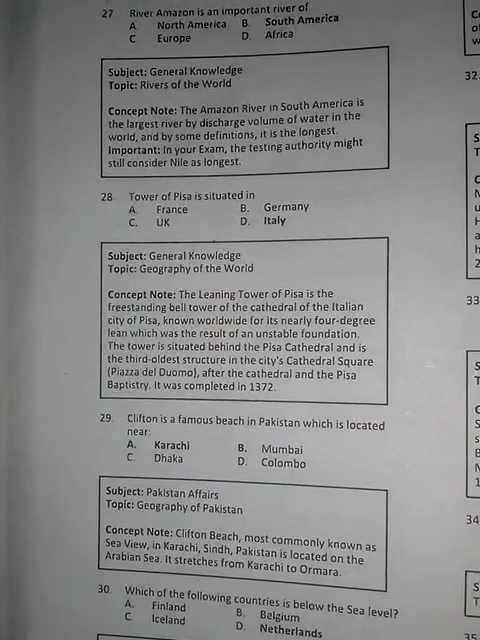 27 River Amazon is an important river of
A North America B. South America
C Europe D. Africa
Subject: General Knowledge
Topic: Rivers of the World
Concept Note: The Amazon River in South America is
the largest river by discharge volume of water in the
world, and by some definitions, it is the longest.
Important: In your Exam, the testing authority might
still consider Nile as longest.
28 Tower of Pisa is situated in
A. France B. Germany
C. UK D. Italy
Subject: General Knowledge
Topic: Geography of the World
Concept Note: The Leaning Tower of Pisa is the
freestanding bell tower of the cathedral of the Italian
city of Pisa, known worldwide for its nearly four-degree
lean which was the result of an unstable foundation.
The tower is situated behind the Pisa Cathedral and is
the third-oldest structure in the city's Cathedral Square
(Piazza del Duomo), after the cathedral and the Pisa
Baptistry. It was completed in 1372.
29. Clifton is a famous beach in Pakistan which is located
near:
A. Karachi B. Mumbai
C. Dhaka D. Colombo
Subject: Pakistan Affairs
Topic: Geography of Pakistan
Concept Note: Clifton Beach, most commonly known as
Sea View, in Karachi, Sindh, Pakistan is located on the
Arabian Sea. It stretches from Karachi to Ormara.
30. Which of the following countries is below the Sea level?
A. Finland B. Belgium
C. Iceland D. Netherlands
32.
33
34
35